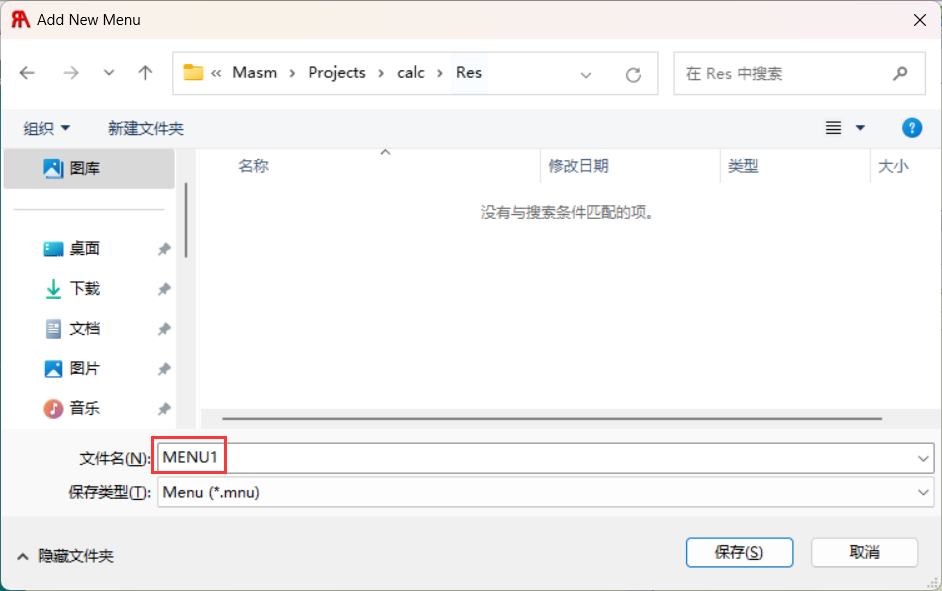 Add New Menu
« Masm › Projects › calc › Res
在 Res 中搜索
组织
新建文件夹
图库
名称
修改日期
类型
大小
没有与搜索条件匹配的项。
桌面
下载
文档
图片
音乐
文件名(N): MENU1
保存类型(T): Menu (*.mnu)
隐藏文件夹
保存(S)
取消